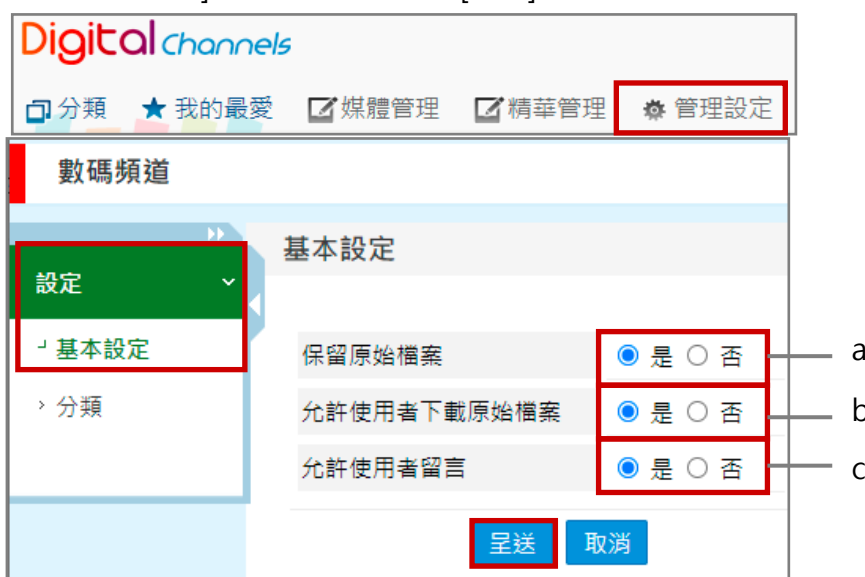 Digital channels
分類 我的最愛 媒體管理 精華管理 管理設定
數碼頻道
設定
基本設定
分類
基本設定
保留原始檔案 是 否 a
允許使用者下載原始檔案 是 否 b
允許使用者留言 是 否 c
呈送 取消